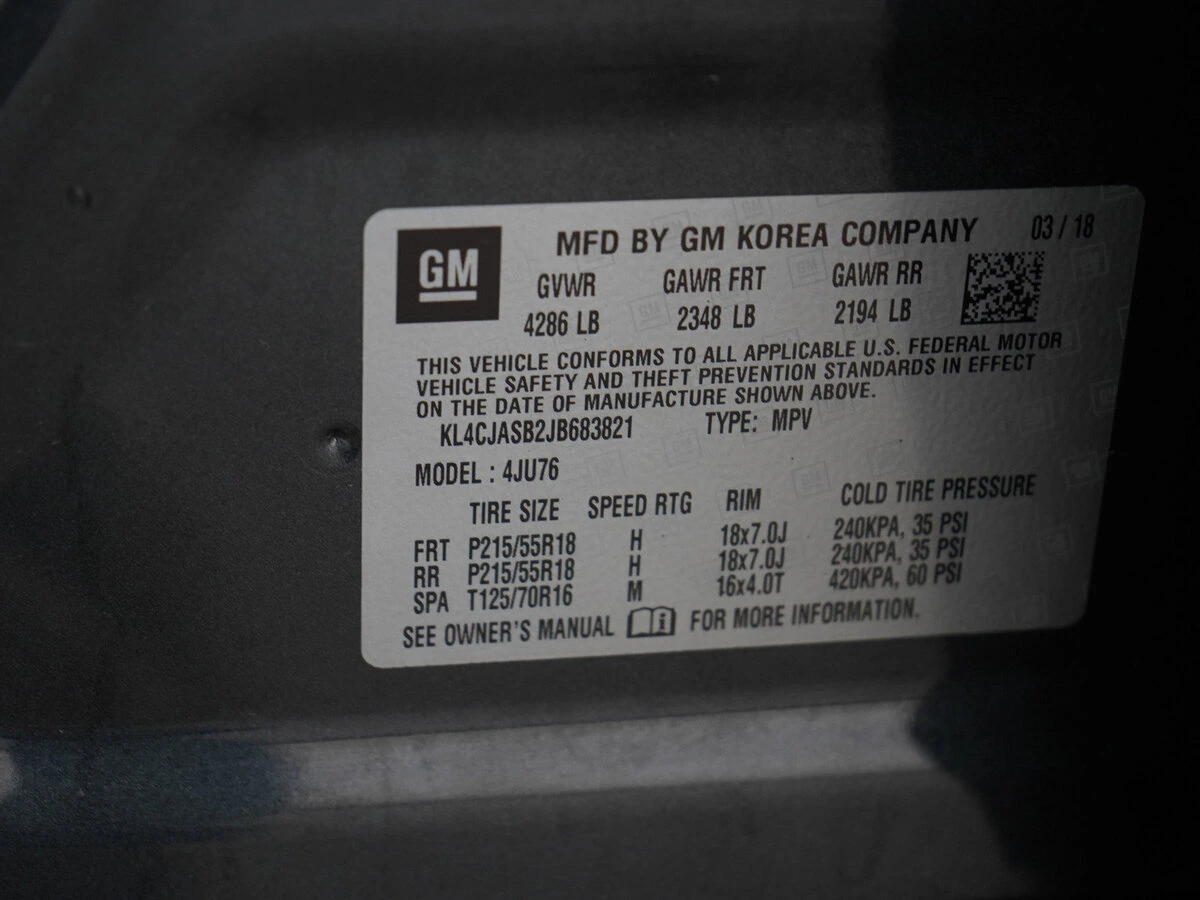 GM
MFD BY GM KOREA COMPANY 03 / 18
GVWR GAWR FRT GAWR RR
4286 LB 2348 LB 2194 LB
THIS VEHICLE CONFORMS TO ALL APPLICABLE U.S. FEDERAL MOTOR
VEHICLE SAFETY AND THEFT PREVENTION STANDARDS IN EFFECT
ON THE DATE OF MANUFACTURE SHOWN ABOVE.
KL4CJASB2JB683821 TYPE: MPV
MODEL : 4JU76
TIRE SIZE SPEED RTG RIM COLD TIRE PRESSURE
FRT P215/55R18 H 18x7.0J 240KPA, 35 PSI
RR P215/55R18 H 18x7.0J 240KPA, 35 PSI
SPA T125/70R16 M 16x4.0T 420KPA, 60 PSI
SEE OWNER'S MANUAL i FOR MORE INFORMATION.